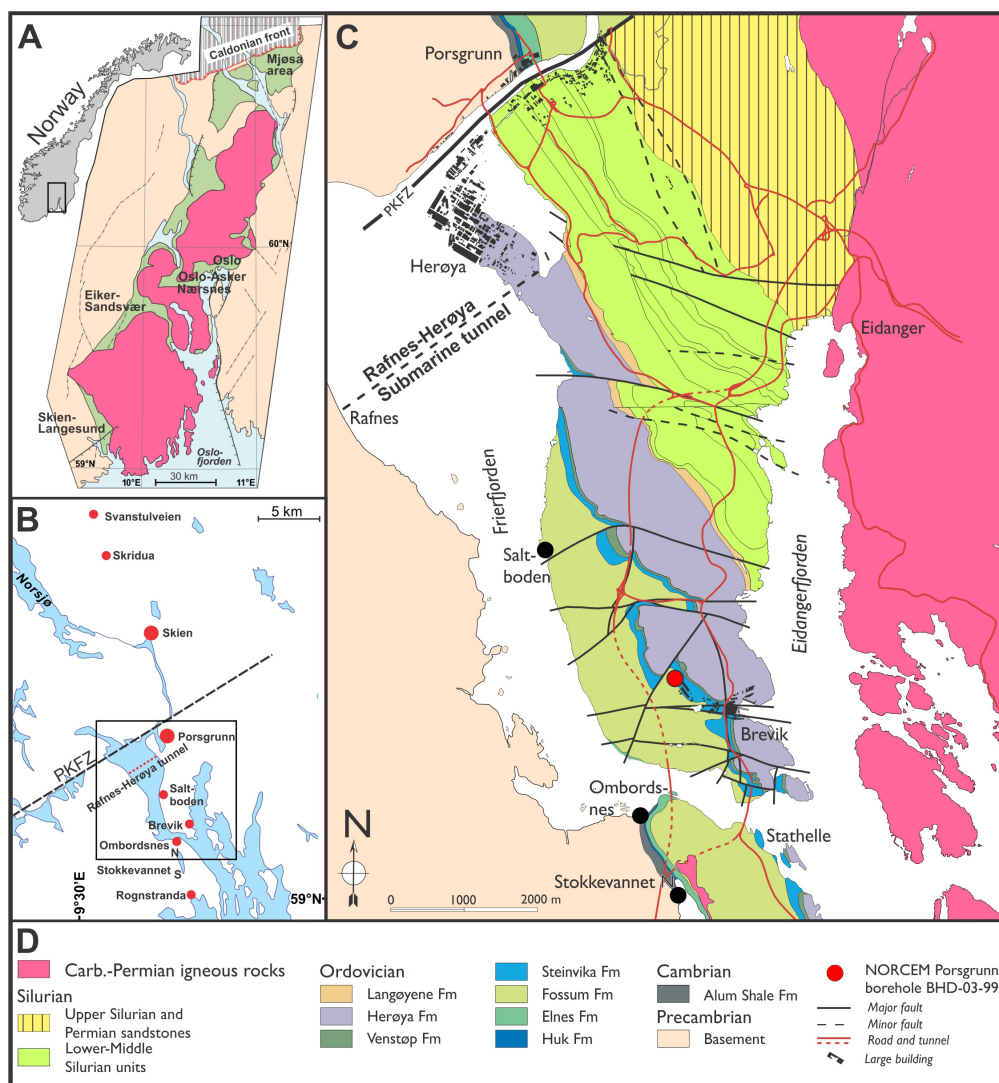 A
Norway
Caldonian front
Mjøsa
area
60°N
Oslo
Oslo-Asker
Nærsnes
Eiker-
Sandsvær
Skien-
Langesund
59°N
Oslo-
fjorden
10°E
30 km
11°E
B
5 km
Svanstulveien
Skridua
Norsjø
Skien
PKFZ
Porsgrunn
Rafnes-Herøya tunnel
Salt-
boden
Brevik
Ombordsnes
N
Stokkevannet
S
Rognstranda
9°30'E
59°N
C
Porsgrunn
PKFZ
Herøya
Rafnes-Herøya
Submarine tunnel
Rafnes
Eidanger
Frierfjorden
Salt-
boden
Eidangerfjorden
Brevik
Ombords-
nes
Stathelle
N
Stokkevannet
0 1000 2000 m
D
Carb.-Permian igneous rocks
Silurian
Upper Silurian and
Permian sandstones
Lower-Middle
Silurian units
Ordovician
Langøyene Fm
Herøya Fm
Venstøp Fm
Steinvika Fm
Fossum Fm
Elnes Fm
Huk Fm
Cambrian
Alum Shale Fm
Precambrian
Basement
NORCEM Porsgrunn
borehole BHD-03-99
Major fault
Minor fault
Road and tunnel
Large building